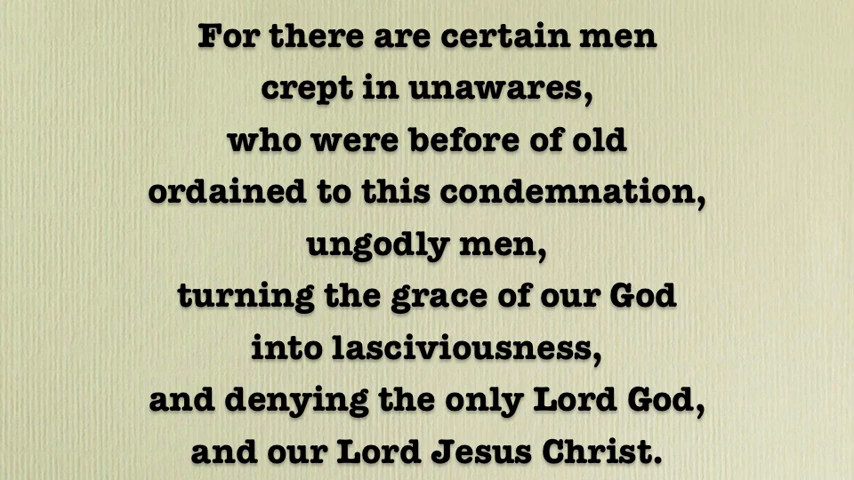 For there are certain men
crept in unawares,
who were before of old
ordained to this condemnation,
ungodly men,
turning the grace of our God
into lasciviousness,
and denying the only Lord God,
and our Lord Jesus Christ.